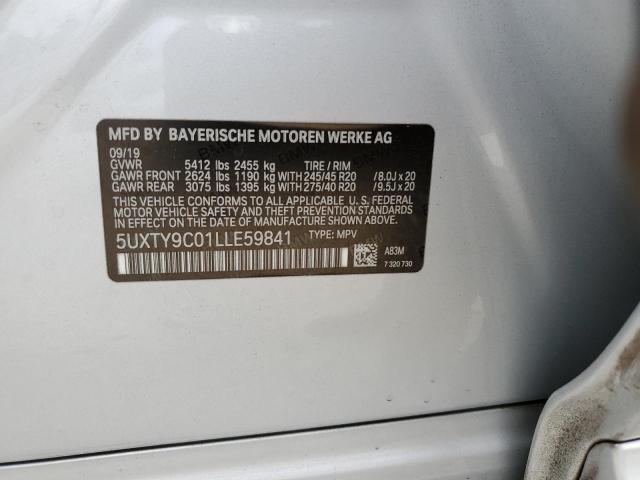 MFD BY BAYERISCHE MOTOREN WERKE AG
09/19
GVWR 5412 lbs 2455 kg TIRE / RIM
GAWR FRONT 2624 lbs 1190 kg WITH 245/45 R20 /8.0J x 20
GAWR REAR 3075 lbs 1395 kg WITH 275/40 R20 /9.5J x 20
THIS VEHICLE CONFORMS TO ALL APPLICABLE U. S. FEDERAL
MOTOR VEHICLE SAFETY, BUMPER, AND THEFT PREVENTION STANDARDS
IN EFFECT ON THE DATE OF MANUFACTURE SHOWN ABOVE.
5UXTY9C01LLE59841 TYPE: MPV
A83M
7 320 730